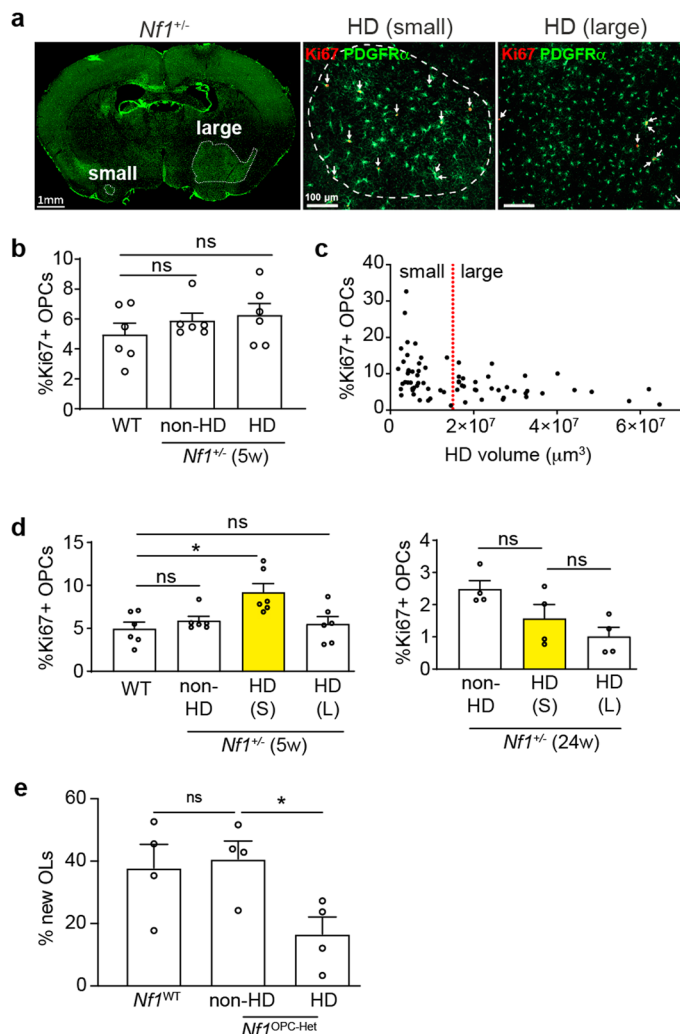 a
Nf1+/-
HD (small)
HD (large)
large
small
1mm
Ki67 PDGFRα
100 µm
Ki67 PDGFRα
b
ns
ns
%Ki67+ OPCs
10
8
6
4
2
0
WT
non-HD
HD
Nf1+/- (5w)
c
small
large
%Ki67+ OPCs
40
30
20
10
0
0
2×10⁷
4×10⁷
6×10⁷
HD volume (µm³)
d
ns
*
ns
%Ki67+ OPCs
15
10
5
0
WT
non-
HD
HD
(S)
HD
(L)
Nf1+/- (5w)
ns
ns
%Ki67+ OPCs
4
3
2
1
0
non-
HD
HD
(S)
HD
(L)
Nf1+/- (24w)
e
ns
*
% new OLs
60
40
20
0
Nf1WT
non-HD
HD
Nf1OPC-Het